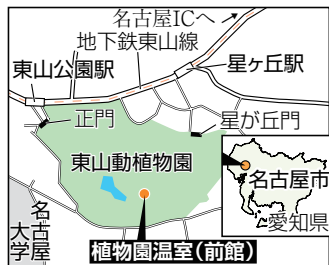 名古屋ICへ
地下鉄東山線
東山公園駅
星ヶ丘駅
正門
星が丘門
東山動植物園
名古屋市
愛知県
名古屋大学
植物園温室(前館)